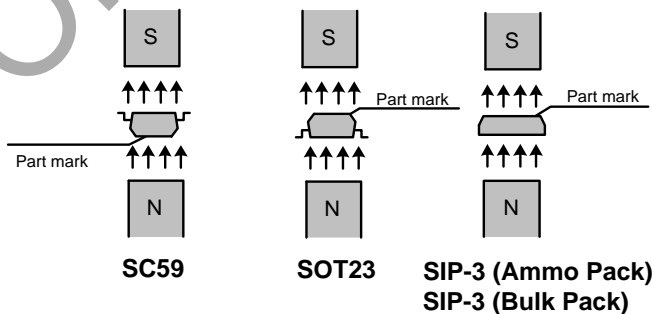 S
S
S
Part mark
Part mark
Part mark
N
N
N
SC59
SOT23
SIP-3 (Ammo Pack)
SIP-3 (Bulk Pack)